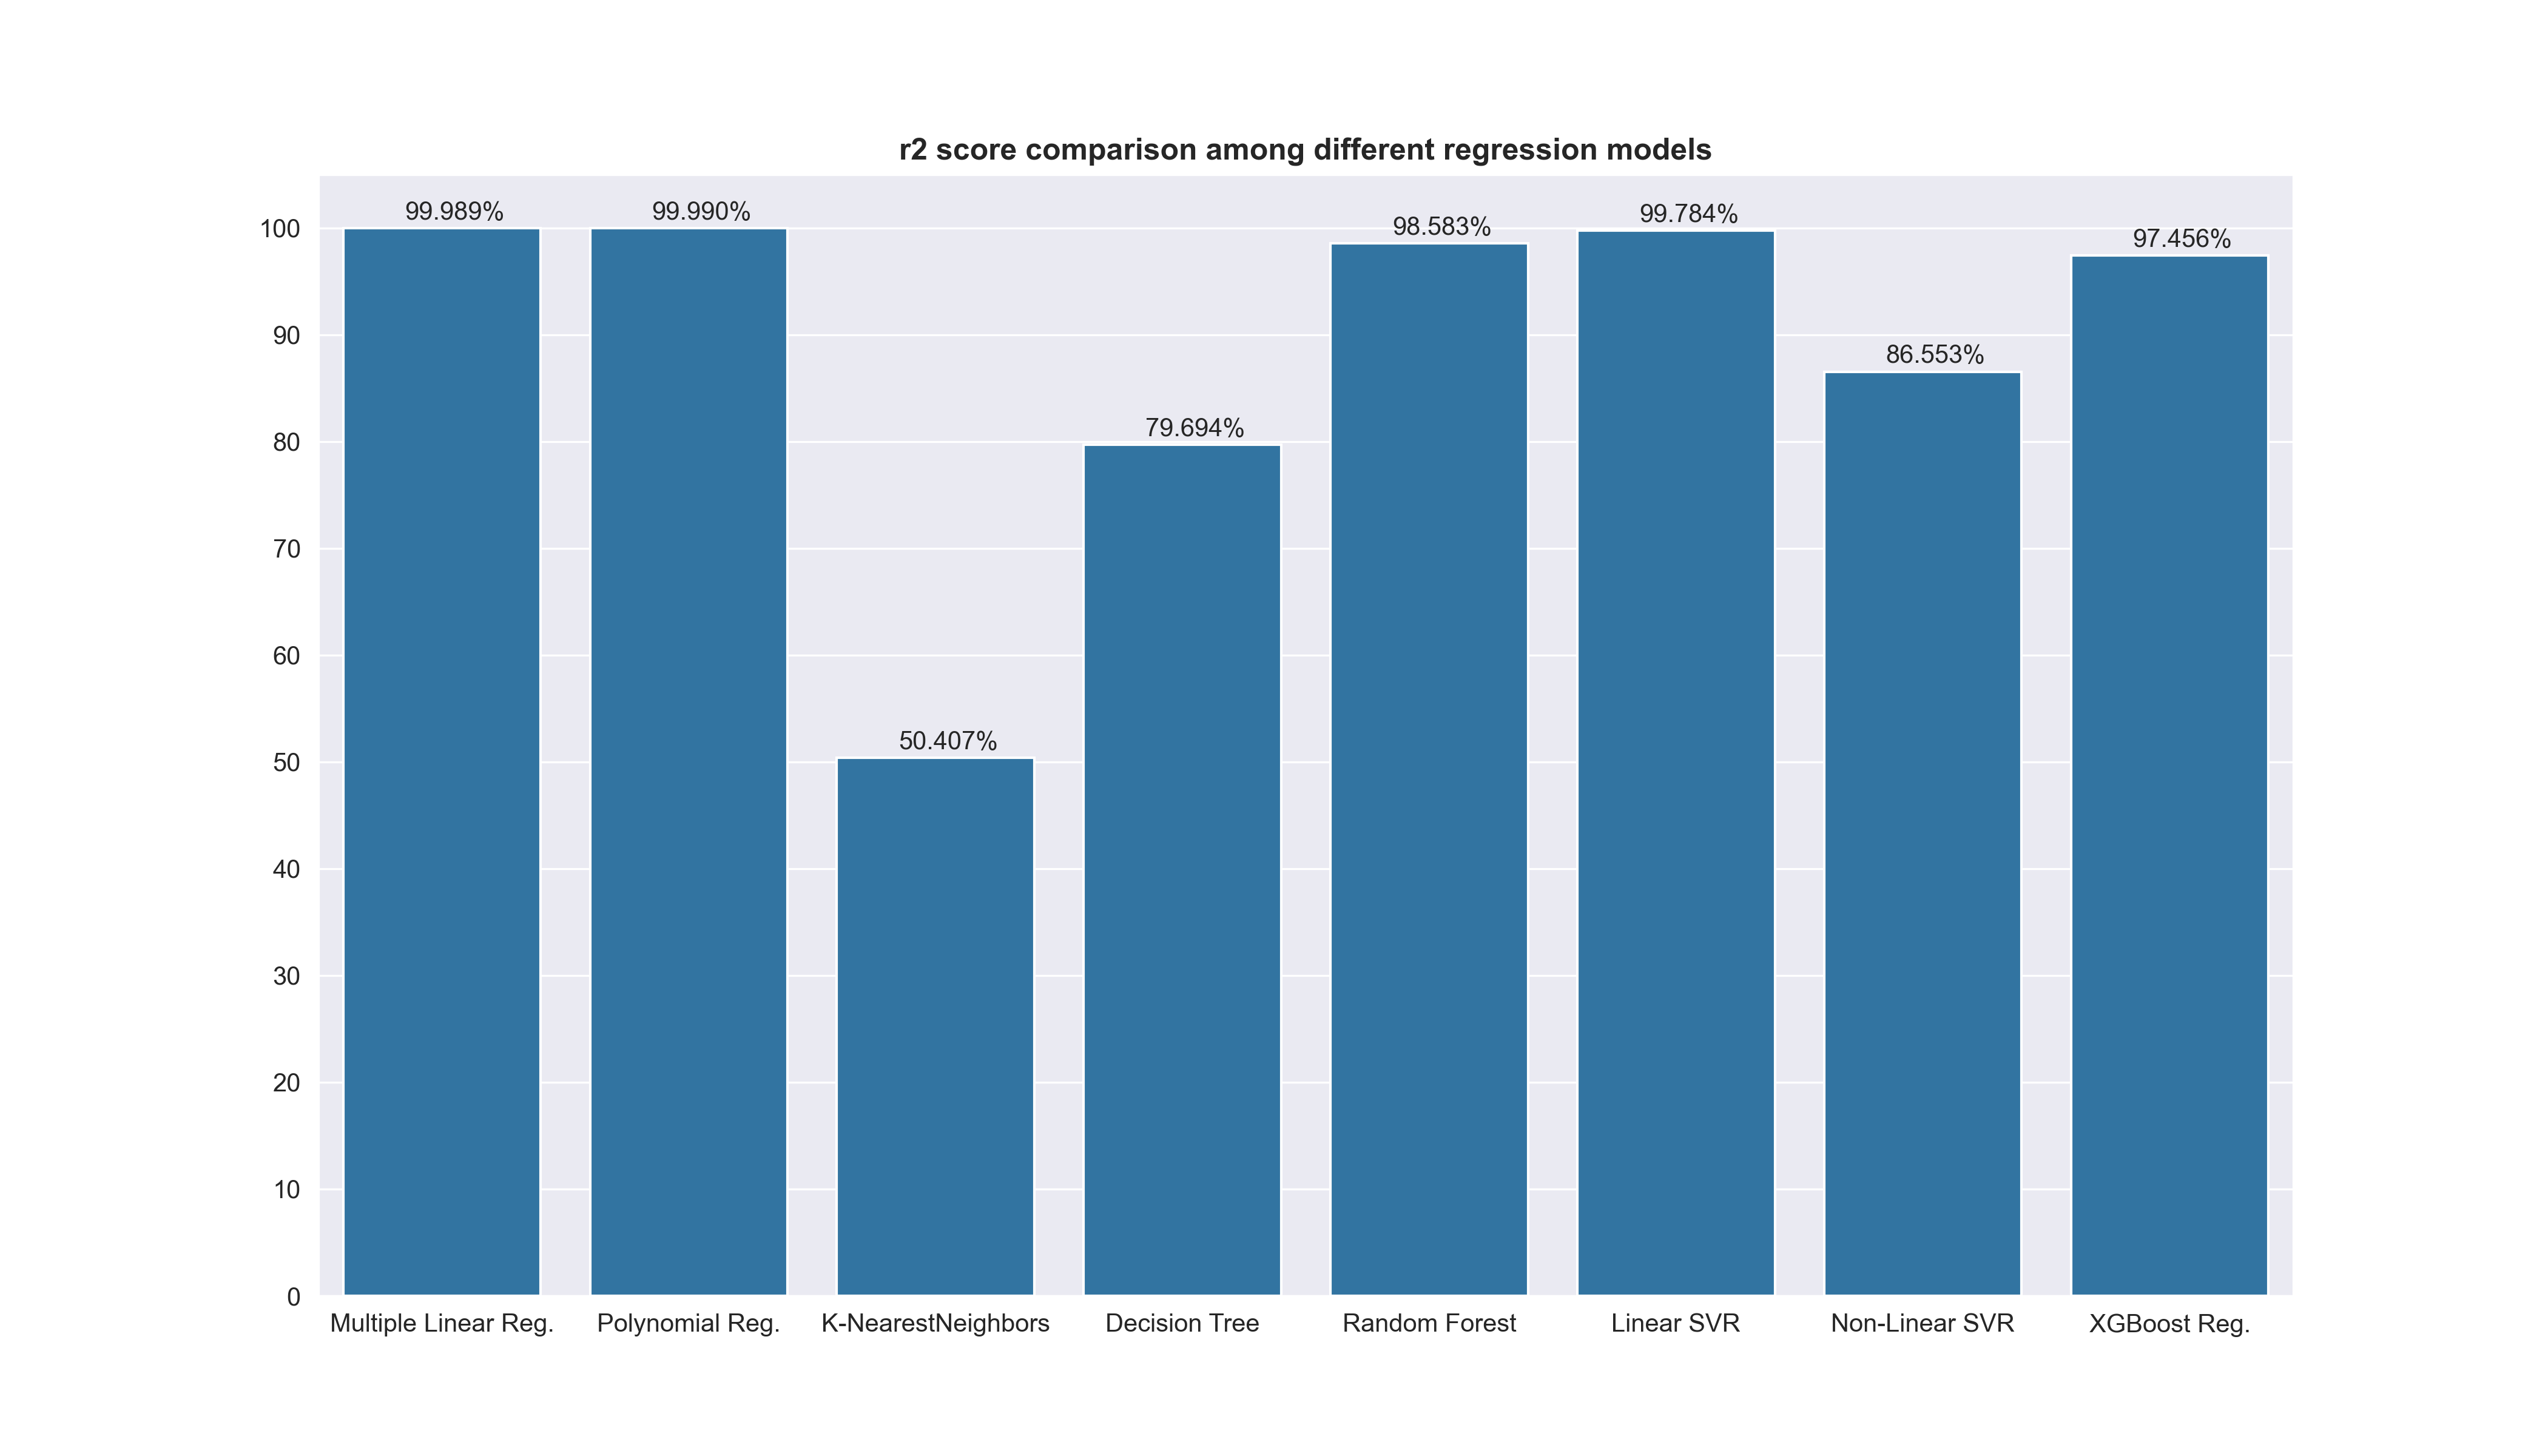 r2 score comparison among different regression models
99.989%
99.990%
50.407%
79.694%
98.583%
99.784%
86.553%
97.456%
100
90
80
70
60
50
40
30
20
10
0
Multiple Linear Reg.
Polynomial Reg.
K-NearestNeighbors
Decision Tree
Random Forest
Linear SVR
Non-Linear SVR
XGBoost Reg.